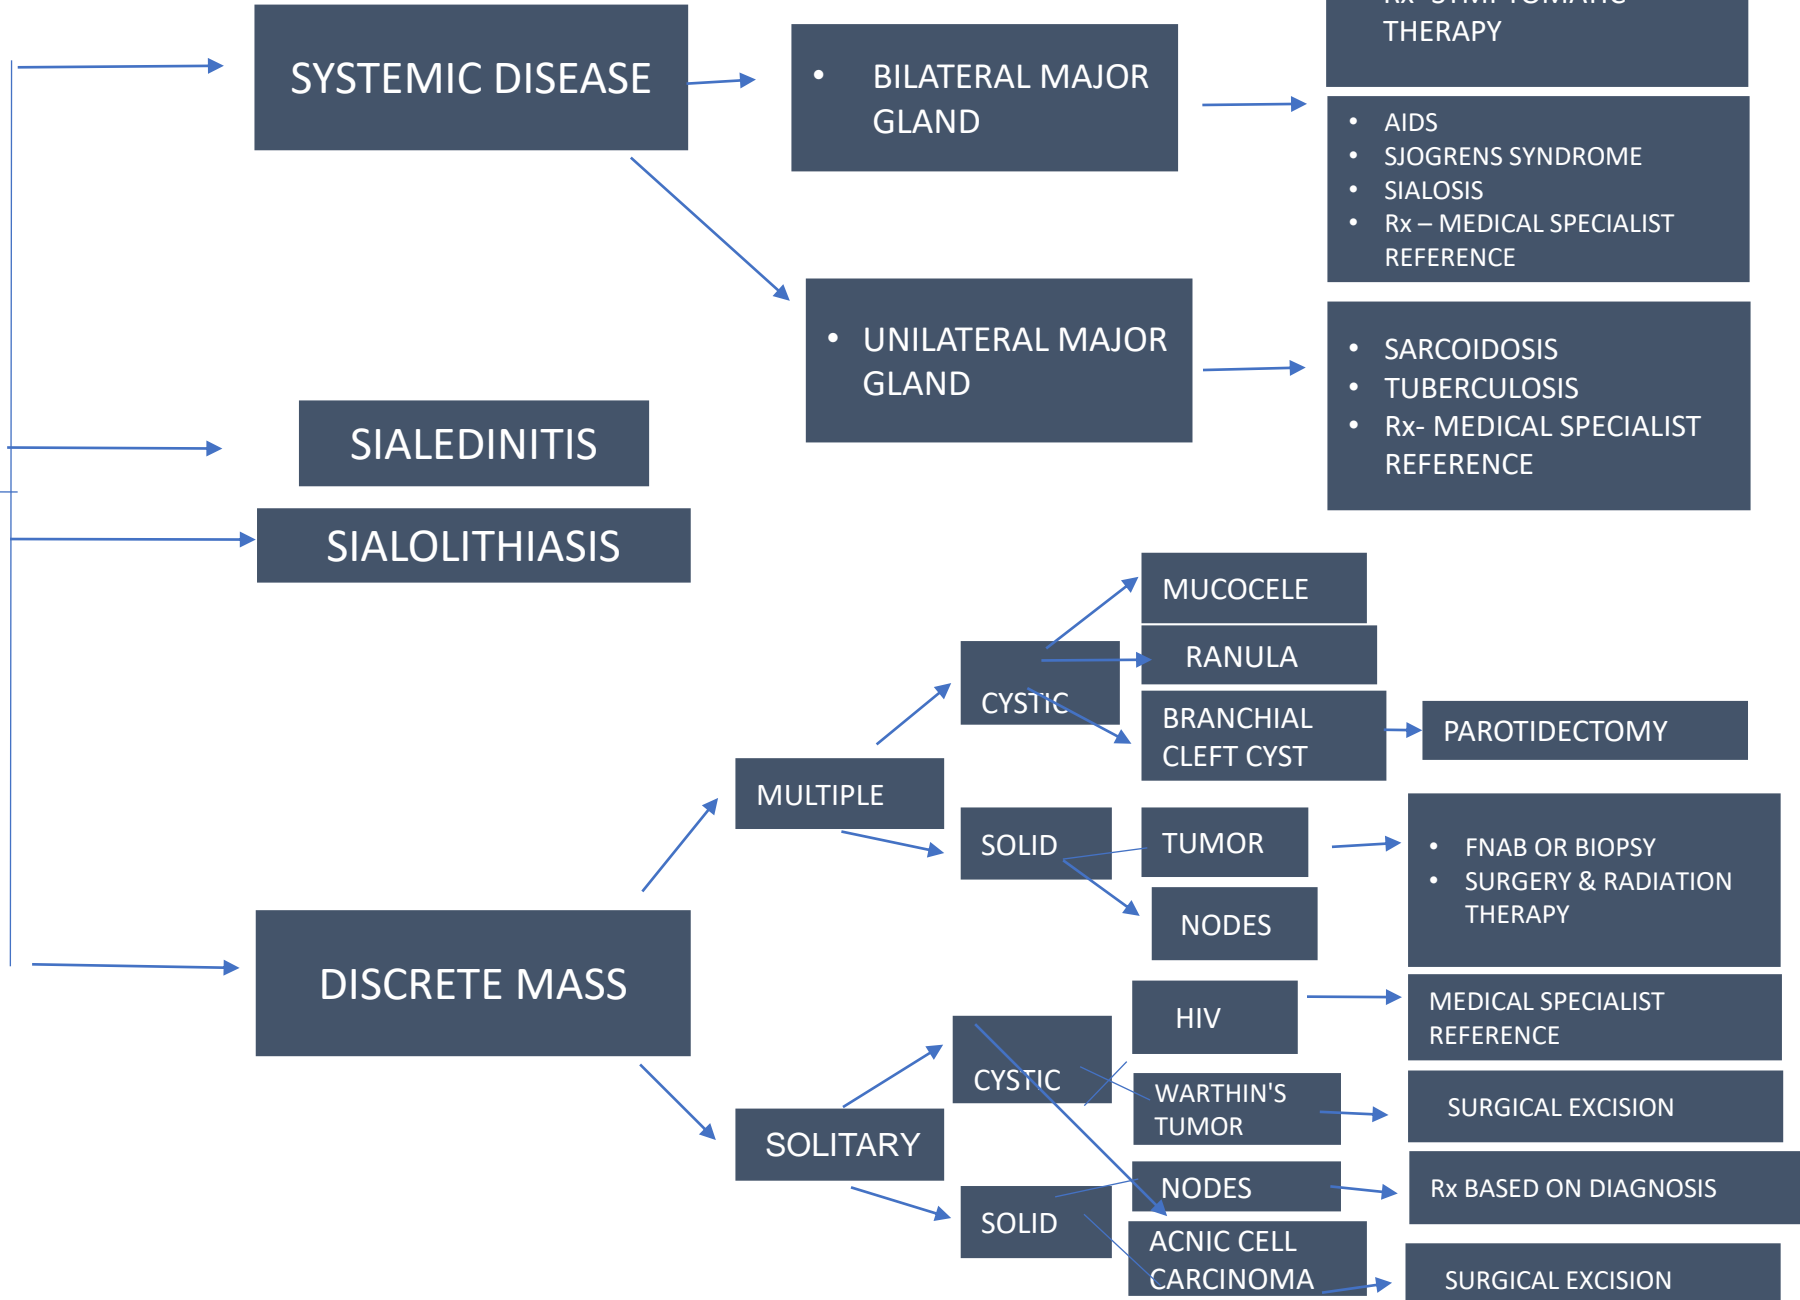 THERAPY
SYSTEMIC DISEASE
• BILATERAL MAJOR
GLAND
• AIDS
• SJOGRENS SYNDROME
• SIALOSIS
• Rx – MEDICAL SPECIALIST
REFERENCE
• UNILATERAL MAJOR
GLAND
• SARCOIDOSIS
• TUBERCULOSIS
• Rx- MEDICAL SPECIALIST
REFERENCE
SIALEDINITIS
SIALOLITHIASIS
DISCRETE MASS
MULTIPLE
CYSTIC
MUCOCELE
RANULA
BRANCHIAL
CLEFT CYST
PAROTIDECTOMY
SOLID
TUMOR
• FNAB OR BIOPSY
• SURGERY & RADIATION
THERAPY
NODES
SOLITARY
CYSTIC
HIV
MEDICAL SPECIALIST
REFERENCE
WARTHIN'S
TUMOR
SURGICAL EXCISION
SOLID
NODES
Rx BASED ON DIAGNOSIS
ACNIC CELL
CARCINOMA
SURGICAL EXCISION